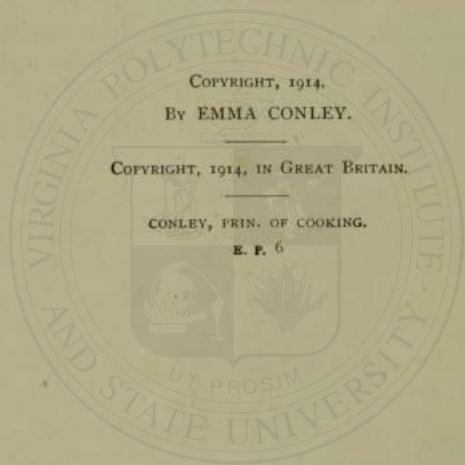 COPYRIGHT, 1914.
BY EMMA CONLEY.
COPYRIGHT, 1914, IN GREAT BRITAIN.
CONLEY, PRIN. OF COOKING.
E. P. 6
VIRGINIA POLYTECHNIC INSTITUTE
AND STATE UNIVERSITY
UT PROSIM